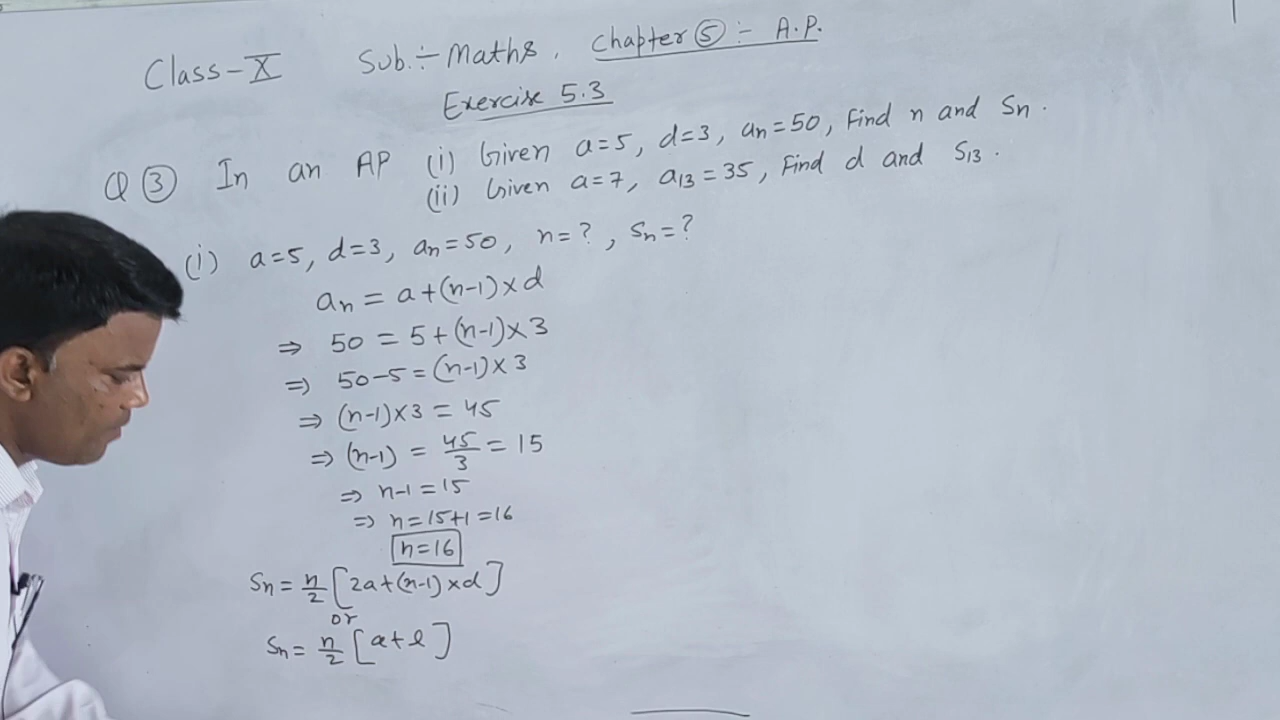 Class-X Sub.:- Maths, Chapter ⑤ :- A.P.
Exercise 5.3
Q ③ In an AP (i) Given a=5, d=3, aₙ=50, Find n and Sₙ.
(ii) Given a=7, a₁₃=35, Find d and S₁₃.
(i) a=5, d=3, aₙ=50, n=?, Sₙ=?
aₙ = a+(n-1)×d
⇒ 50 = 5+(n-1)×3
⇒ 50-5=(n-1)×3
⇒ (n-1)×3 = 45
⇒ (n-1) = 45/3 = 15
⇒ n-1=15
⇒ n=15+1=16
n=16
Sₙ = n/2 [2a+(n-1)×d]
or
Sₙ = n/2 [a+l]